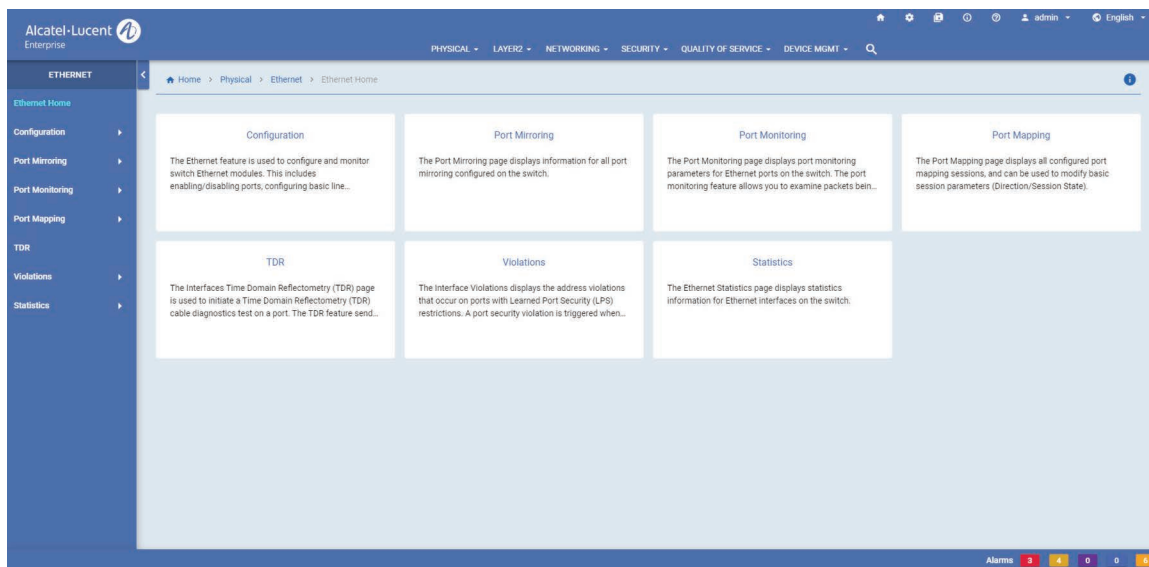 Alcatel·Lucent
Enterprise
admin
English
PHYSICAL
LAYER2
NETWORKING
SECURITY
QUALITY OF SERVICE
DEVICE MGMT
ETHERNET
Home > Physical > Ethernet > Ethernet Home
Ethernet Home
Configuration
Port Mirroring
Port Monitoring
Port Mapping
TDR
Violations
Statistics
Configuration
The Ethernet feature is used to configure and monitor
switch Ethernet modules. This includes
enabling/disabling ports, configuring basic line...
Port Mirroring
The Port Mirroring page displays information for all port
mirroring configured on the switch.
Port Monitoring
The Port Monitoring page displays port monitoring
parameters for Ethernet ports on the switch. The port
monitoring feature allows you to examine packets bein...
Port Mapping
The Port Mapping page displays all configured port
mapping sessions, and can be used to modify basic
session parameters (Direction/Session State).
TDR
The Interfaces Time Domain Reflectometry (TDR) page
is used to initiate a Time Domain Reflectometry (TDR)
cable diagnostics test on a port. The TDR feature send...
Violations
The Interface Violations displays the address violations
that occur on ports with Learned Port Security (LPS)
restrictions. A port security violation is triggered when...
Statistics
The Ethernet Statistics page displays statistics
information for Ethernet interfaces on the switch.
Alarms 3 4 0 0 6